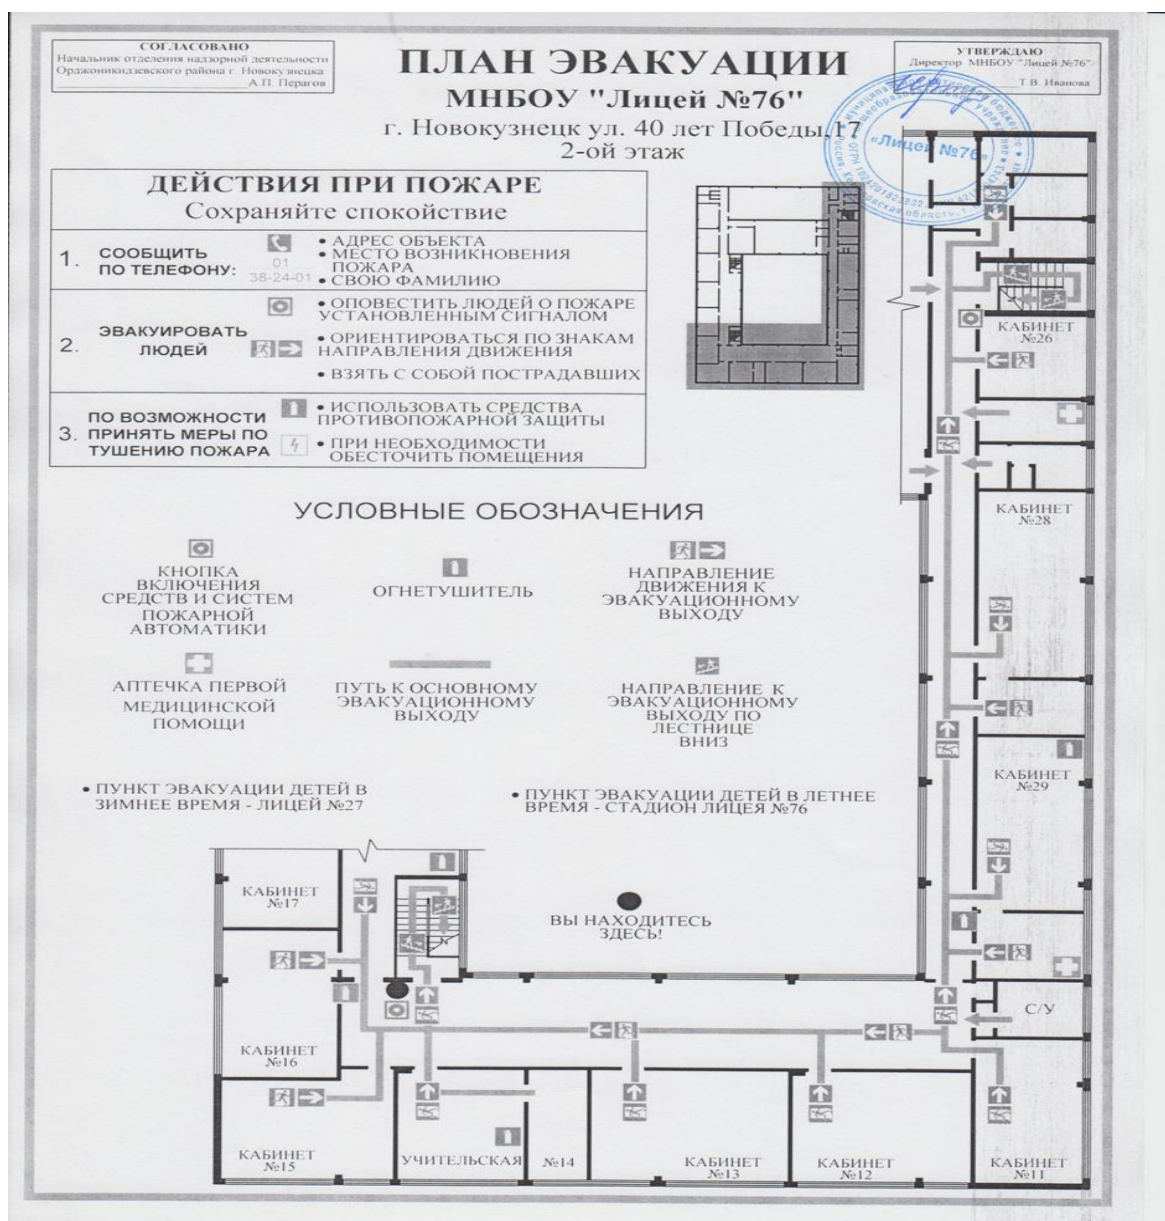 СОГЛАСОВАНО
Начальник отделения надзорной деятельности
Орджоникидзевского района г. Новокузнецка
А.П. Перагов
ПЛАН ЭВАКУАЦИИ
МНБОУ "Лицей №76"
г. Новокузнецк ул. 40 лет Победы,17
2-ой этаж
УТВЕРЖДАЮ
Директор МНБОУ "Лицей №76"
Т.В. Иванова
«Лицей №76»
ДЕЙСТВИЯ ПРИ ПОЖАРЕ
Сохраняйте спокойствие
1. СООБЩИТЬ
ПО ТЕЛЕФОНУ:
01
38-24-01
• АДРЕС ОБЪЕКТА
• МЕСТО ВОЗНИКНОВЕНИЯ
ПОЖАРА
• СВОЮ ФАМИЛИЮ
2. ЭВАКУИРОВАТЬ
ЛЮДЕЙ
• ОПОВЕСТИТЬ ЛЮДЕЙ О ПОЖАРЕ
УСТАНОВЛЕННЫМ СИГНАЛОМ
• ОРИЕНТИРОВАТЬСЯ ПО ЗНАКАМ
НАПРАВЛЕНИЯ ДВИЖЕНИЯ
• ВЗЯТЬ С СОБОЙ ПОСТРАДАВШИХ
3. ПО ВОЗМОЖНОСТИ
ПРИНЯТЬ МЕРЫ ПО
ТУШЕНИЮ ПОЖАРА
• ИСПОЛЬЗОВАТЬ СРЕДСТВА
ПРОТИВОПОЖАРНОЙ ЗАЩИТЫ
• ПРИ НЕОБХОДИМОСТИ
ОБЕСТОЧИТЬ ПОМЕЩЕНИЯ
УСЛОВНЫЕ ОБОЗНАЧЕНИЯ
КНОПКА
ВКЛЮЧЕНИЯ
СРЕДСТВ И СИСТЕМ
ПОЖАРНОЙ
АВТОМАТИКИ
ОГНЕТУШИТЕЛЬ
НАПРАВЛЕНИЕ
ДВИЖЕНИЯ К
ЭВАКУАЦИОННОМУ
ВЫХОДУ
АПТЕЧКА ПЕРВОЙ
МЕДИЦИНСКОЙ
ПОМОЩИ
ПУТЬ К ОСНОВНОМУ
ЭВАКУАЦИОННОМУ
ВЫХОДУ
НАПРАВЛЕНИЕ К
ЭВАКУАЦИОННОМУ
ВЫХОДУ ПО
ЛЕСТНИЦЕ
ВНИЗ
• ПУНКТ ЭВАКУАЦИИ ДЕТЕЙ В
ЗИМНЕЕ ВРЕМЯ - ЛИЦЕЙ №27
• ПУНКТ ЭВАКУАЦИИ ДЕТЕЙ В ЛЕТНЕЕ
ВРЕМЯ - СТАДИОН ЛИЦЕЯ №76
КАБИНЕТ
№26
КАБИНЕТ
№28
КАБИНЕТ
№29
КАБИНЕТ
№17
ВЫ НАХОДИТЕСЬ
ЗДЕСЬ!
С/У
КАБИНЕТ
№16
КАБИНЕТ
№15
УЧИТЕЛЬСКАЯ
№14
КАБИНЕТ
№13
КАБИНЕТ
№12
КАБИНЕТ
№11